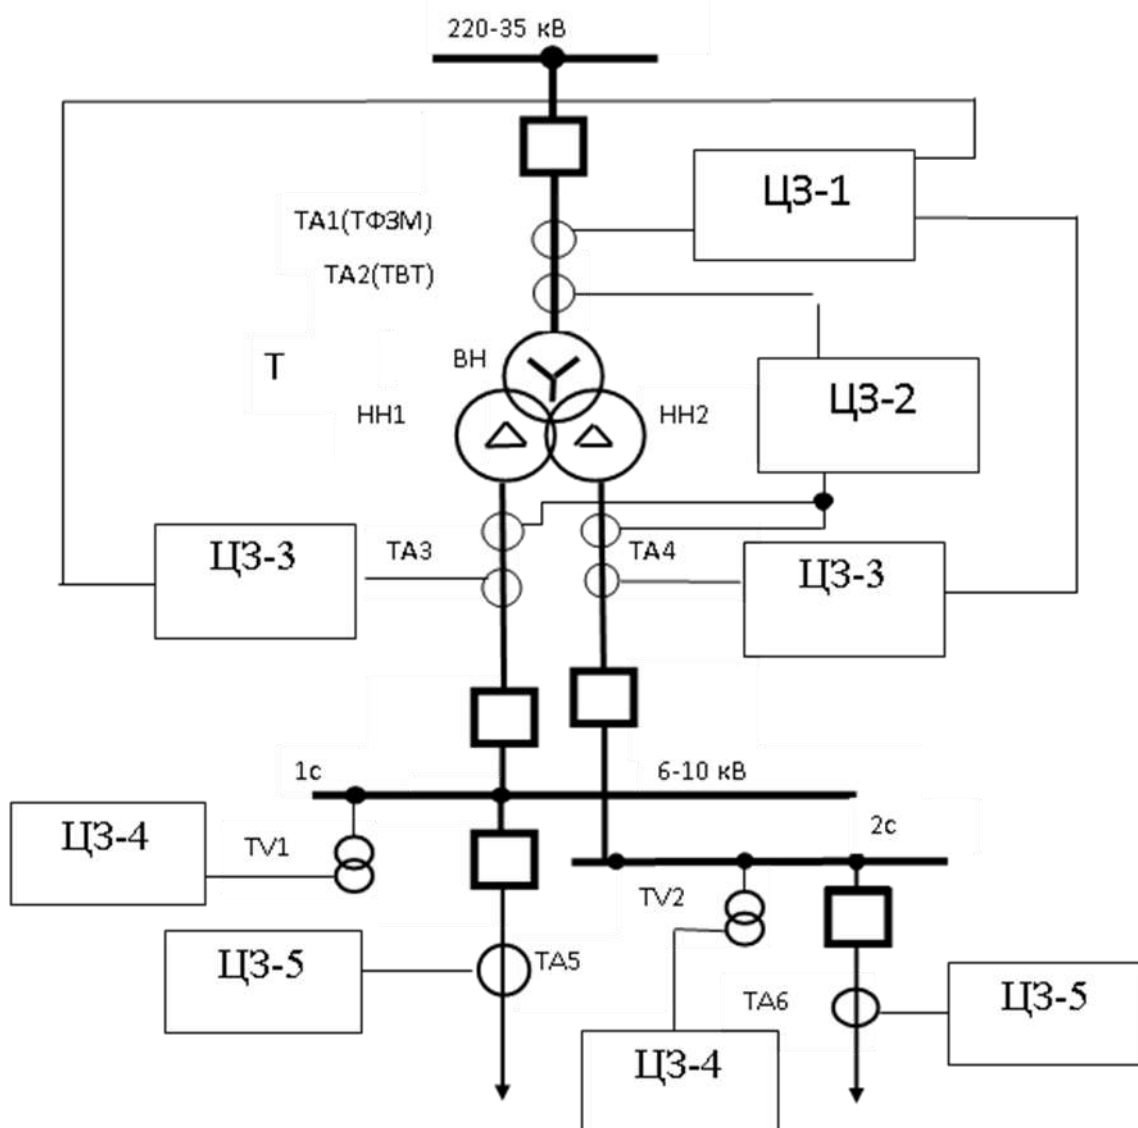 220-35 кВ
ЦЗ-1
ТА1(ТФЗМ)
ТА2(ТВТ)
Т
ВН
ЦЗ-2
НН1
НН2
ЦЗ-3
ТА3
ТА4
ЦЗ-3
1с
6-10 кВ
2с
ЦЗ-4
TV1
TV2
ЦЗ-5
ТА5
ТА6
ЦЗ-5
ЦЗ-4